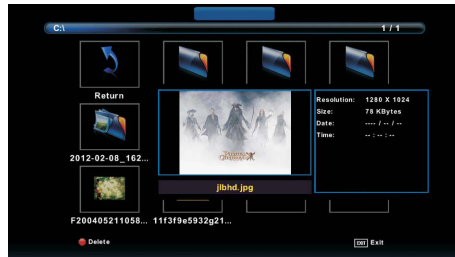 C:\ 1 / 1
Return
Resolution: 1280 X 1024
Size: 78 KBytes
Date: ---- / -- / --
Time: -- : -- : --
2012-02-08_162...
jlbhd.jpg
F200405211058... 11f3f9e5932g21...
Delete EXIT Exit